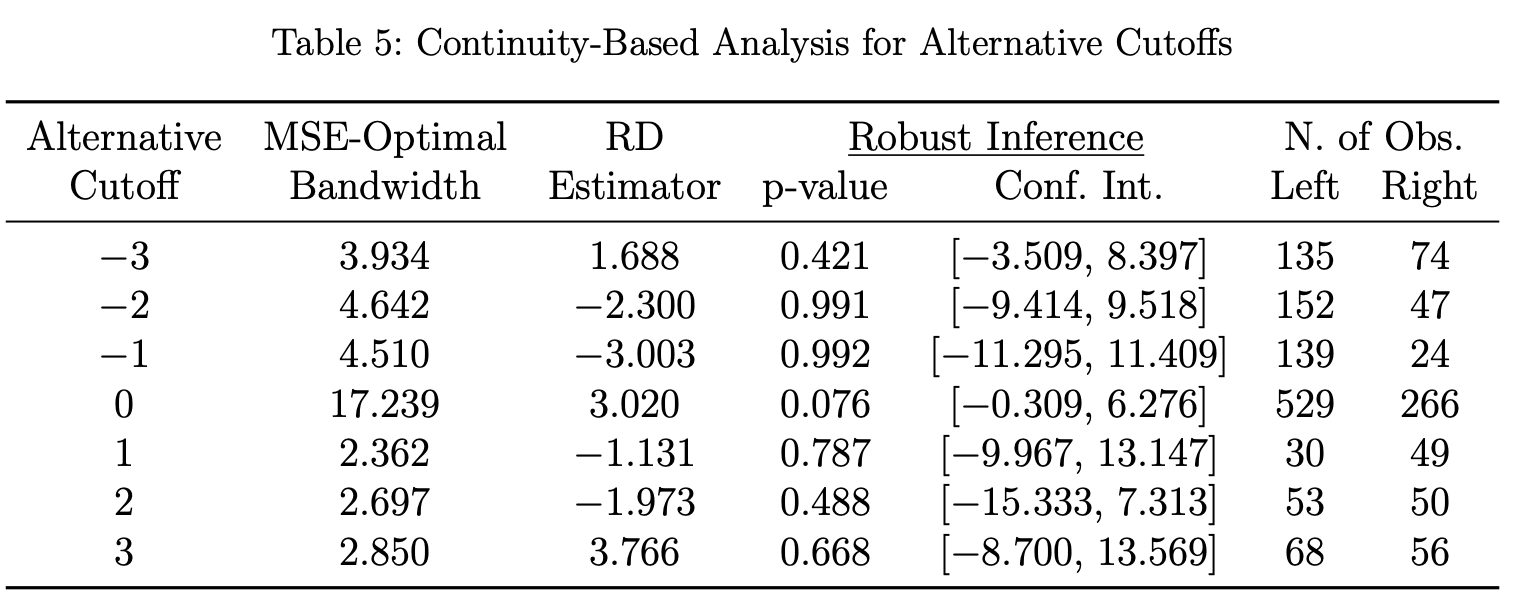 Table 5: Continuity-Based Analysis for Alternative Cutoffs
Alternative MSE-Optimal RD Robust Inference N. of Obs.
Cutoff Bandwidth Estimator p-value Conf. Int. Left Right
−3 3.934 1.688 0.421 [−3.509, 8.397] 135 74
−2 4.642 −2.300 0.991 [−9.414, 9.518] 152 47
−1 4.510 −3.003 0.992 [−11.295, 11.409] 139 24
0 17.239 3.020 0.076 [−0.309, 6.276] 529 266
1 2.362 −1.131 0.787 [−9.967, 13.147] 30 49
2 2.697 −1.973 0.488 [−15.333, 7.313] 53 50
3 2.850 3.766 0.668 [−8.700, 13.569] 68 56